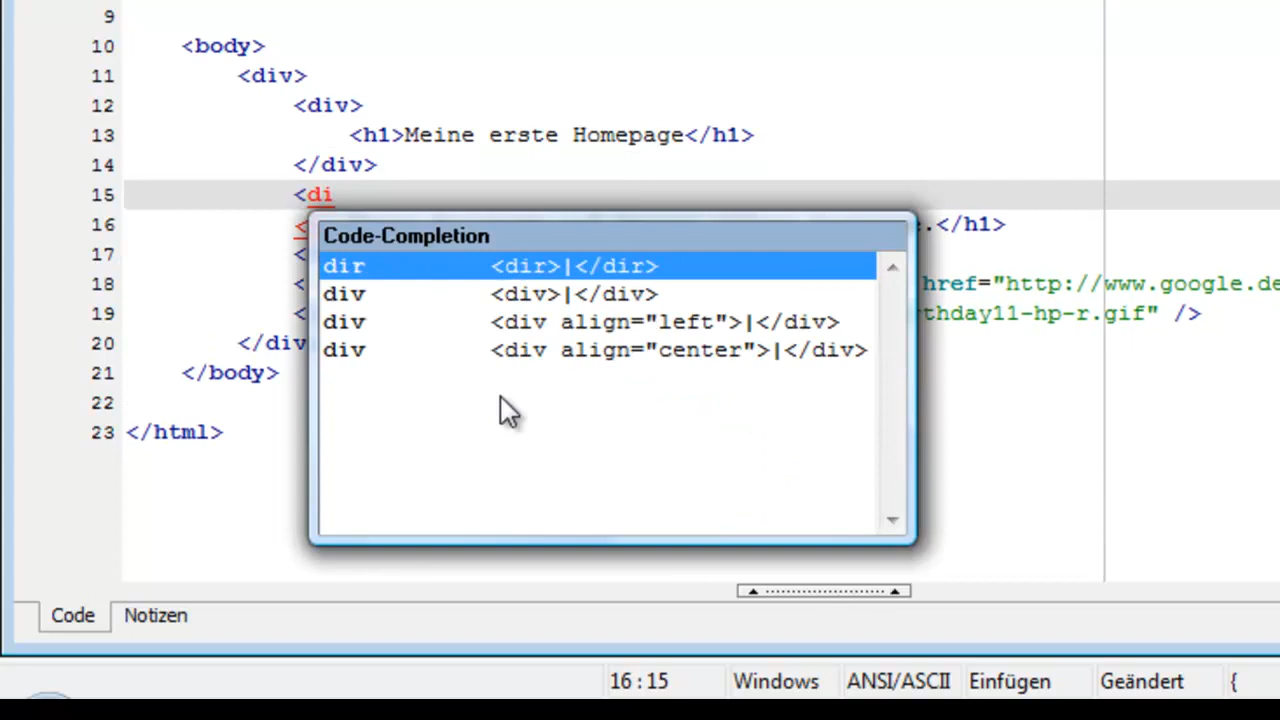 9
10 <body>
11 <div>
12 <div>
13 <h1>Meine erste Homepage</h1>
14 </div>
15 <di
16 < .</h1>
17 <
18 < href="http://www.google.de
19 < thday11-hp-r.gif" />
20 </div
21 </body>
22
23 </html>
Code-Completion
dir <dir>|</dir>
div <div>|</div>
div <div align="left">|</div>
div <div align="center">|</div>
Code Notizen
16:15 Windows ANSI/ASCII Einfügen Geändert {